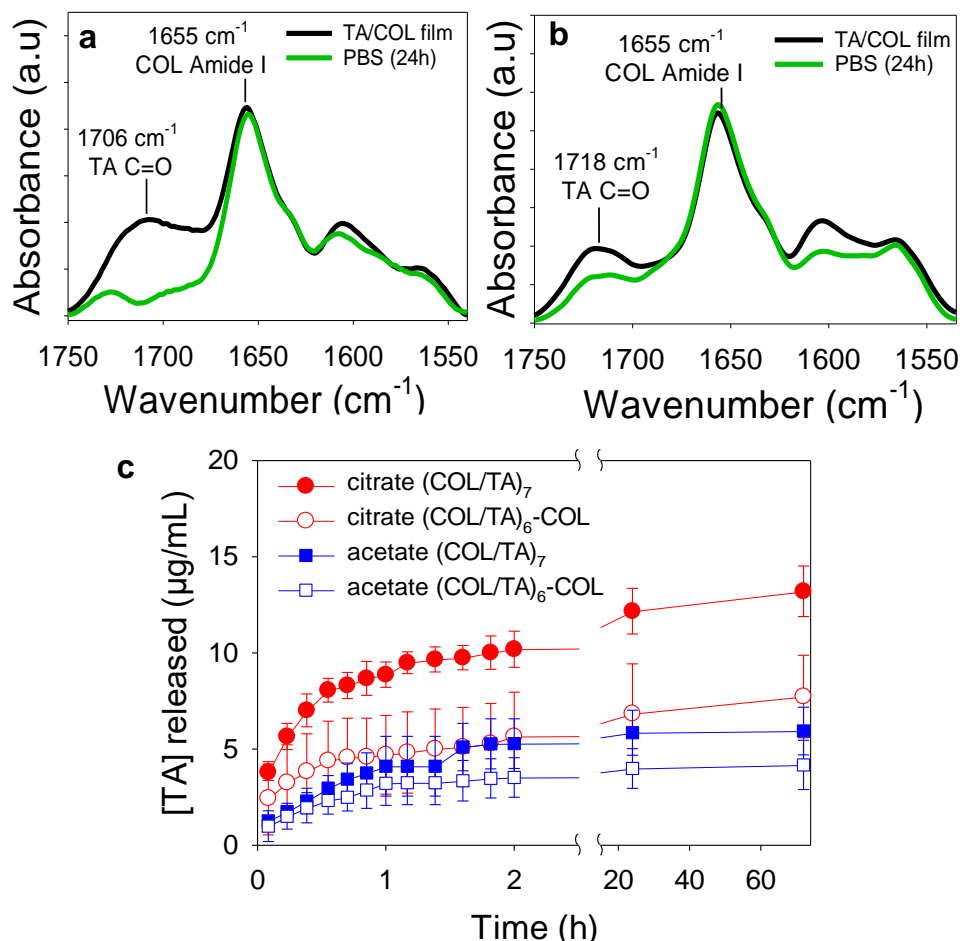 a
1655 cm⁻¹
COL Amide I
TA/COL film
PBS (24h)
1706 cm⁻¹
TA C=O
Absorbance (a.u)
1750 1700 1650 1600 1550
Wavenumber (cm⁻¹)
b
1655 cm⁻¹
COL Amide I
TA/COL film
PBS (24h)
1718 cm⁻¹
TA C=O
Absorbance (a.u)
1750 1700 1650 1600 1550
Wavenumber (cm⁻¹)
c
citrate (COL/TA)₇
citrate (COL/TA)₆-COL
acetate (COL/TA)₇
acetate (COL/TA)₆-COL
[TA] released (µg/mL)
20
15
10
5
0
0 1 2 20 40 60
Time (h)